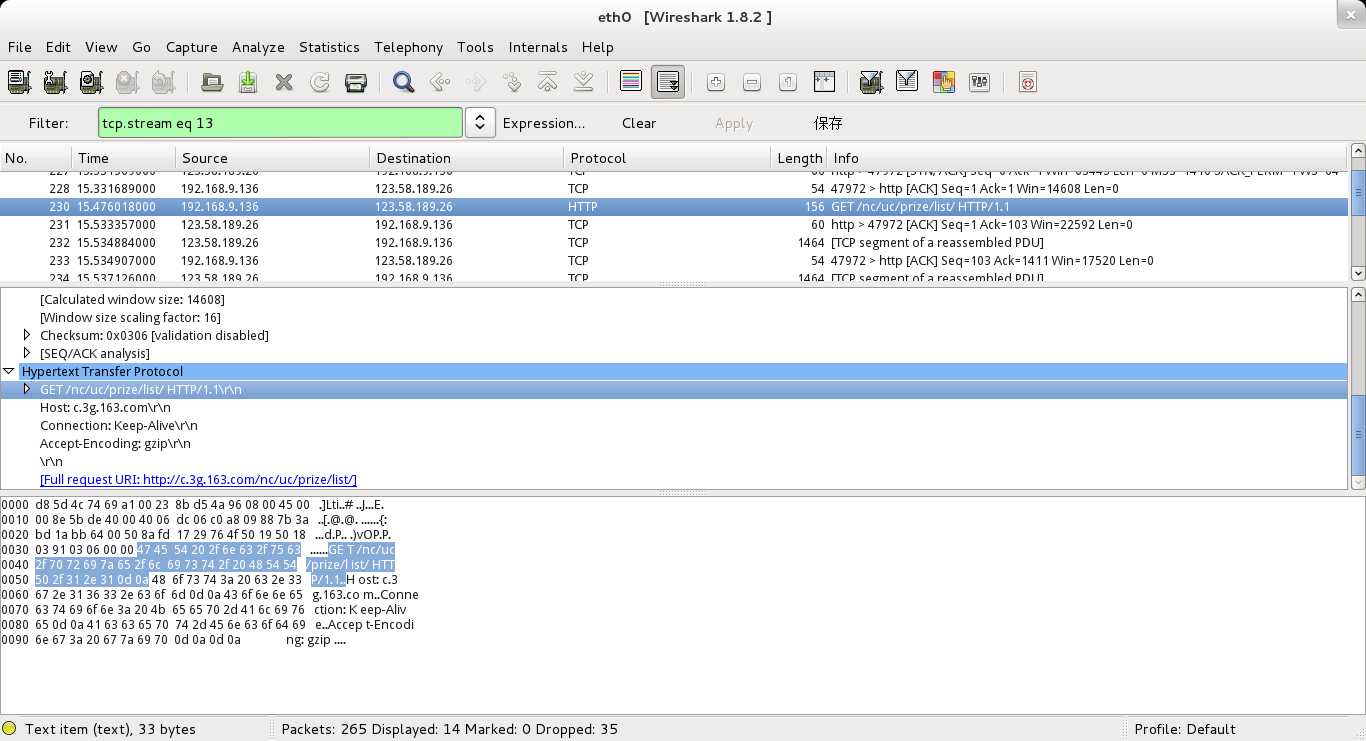 eth0 [Wireshark 1.8.2 ]
File Edit View Go Capture Analyze Statistics Telephony Tools Internals Help
Filter: tcp.stream eq 13 Expression... Clear Apply 保存
No. Time Source Destination Protocol Length Info
228 15.331689000 192.168.9.136 123.58.189.26 TCP 54 47972 > http [ACK] Seq=1 Ack=1 Win=14608 Len=0
230 15.476018000 192.168.9.136 123.58.189.26 HTTP 156 GET /nc/uc/prize/list/ HTTP/1.1
231 15.533357000 123.58.189.26 192.168.9.136 TCP 60 http > 47972 [ACK] Seq=1 Ack=103 Win=22592 Len=0
232 15.534884000 123.58.189.26 192.168.9.136 TCP 1464 [TCP segment of a reassembled PDU]
233 15.534907000 192.168.9.136 123.58.189.26 TCP 54 47972 > http [ACK] Seq=103 Ack=1411 Win=17520 Len=0
234 15.537126000 123.58.189.26 192.168.9.136 TCP 1464 [TCP segment of a reassembled PDU]
[Calculated window size: 14608]
[Window size scaling factor: 16]
Checksum: 0x0306 [validation disabled]
[SEQ/ACK analysis]
Hypertext Transfer Protocol
GET /nc/uc/prize/list/ HTTP/1.1\r\n
Host: c.3g.163.com\r\n
Connection: Keep-Alive\r\n
Accept-Encoding: gzip\r\n
\r\n
[Full request URI: http://c.3g.163.com/nc/uc/prize/list/]
0000 d8 5d 4c 74 69 a1 00 23 8b d5 4a 96 08 00 45 00 .]Lti..# ..J...E.
0010 00 8e 5b de 40 00 40 06 dc 06 c0 a8 09 88 7b 3a ..[.@.@. ......{:
0020 bd 1a bb 64 00 50 8a fd 17 29 76 4f 50 19 50 18 ...d.P.. .)vOP.P.
0030 03 91 03 06 00 00 47 45 54 20 2f 6e 63 2f 75 63 ......GE T /nc/uc
0040 2f 70 72 69 7a 65 2f 6c 69 73 74 2f 20 48 54 54 /prize/l ist/ HTT
0050 50 2f 31 2e 31 0d 0a 48 6f 73 74 3a 20 63 2e 33 P/1.1..H ost: c.3
0060 67 2e 31 36 33 2e 63 6f 6d 0d 0a 43 6f 6e 6e 65 g.163.co m..Conne
0070 63 74 69 6f 6e 3a 20 4b 65 65 70 2d 41 6c 69 76 ction: K eep-Aliv
0080 65 0d 0a 41 63 63 65 70 74 2d 45 6e 63 6f 64 69 e..Accep t-Encodi
0090 6e 67 3a 20 67 7a 69 70 0d 0a 0d 0a ng: gzip ....
Text item (text), 33 bytes Packets: 265 Displayed: 14 Marked: 0 Dropped: 35 Profile: Default